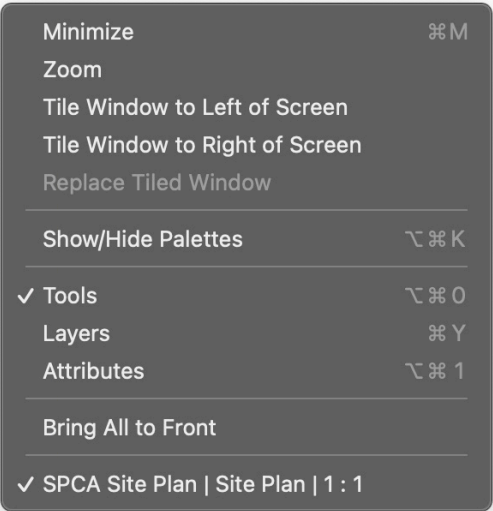 Minimize ⌘M
Zoom
Tile Window to Left of Screen
Tile Window to Right of Screen
Replace Tiled Window
Show/Hide Palettes ⌥⌘K
✓ Tools ⌥⌘0
Layers ⌘Y
Attributes ⌥⌘1
Bring All to Front
✓ SPCA Site Plan | Site Plan | 1 : 1